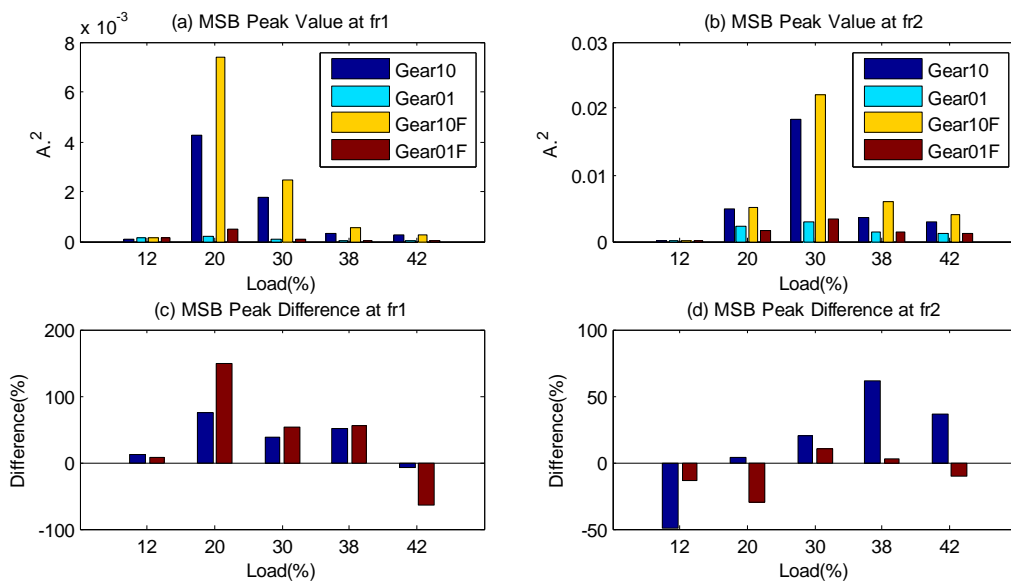 (a) MSB Peak Value at fr1
x 10^-3
8
6
4
2
0
A.^2
Gear10
Gear01
Gear10F
Gear01F
12 20 30 38 42
Load(%)
(b) MSB Peak Value at fr2
0.03
0.02
0.01
0
A.^2
Gear10
Gear01
Gear10F
Gear01F
12 20 30 38 42
Load(%)
(c) MSB Peak Difference at fr1
200
100
0
-100
Difference(%)
12 20 30 38 42
Load(%)
(d) MSB Peak Difference at fr2
100
50
0
-50
Difference(%)
12 20 30 38 42
Load(%)